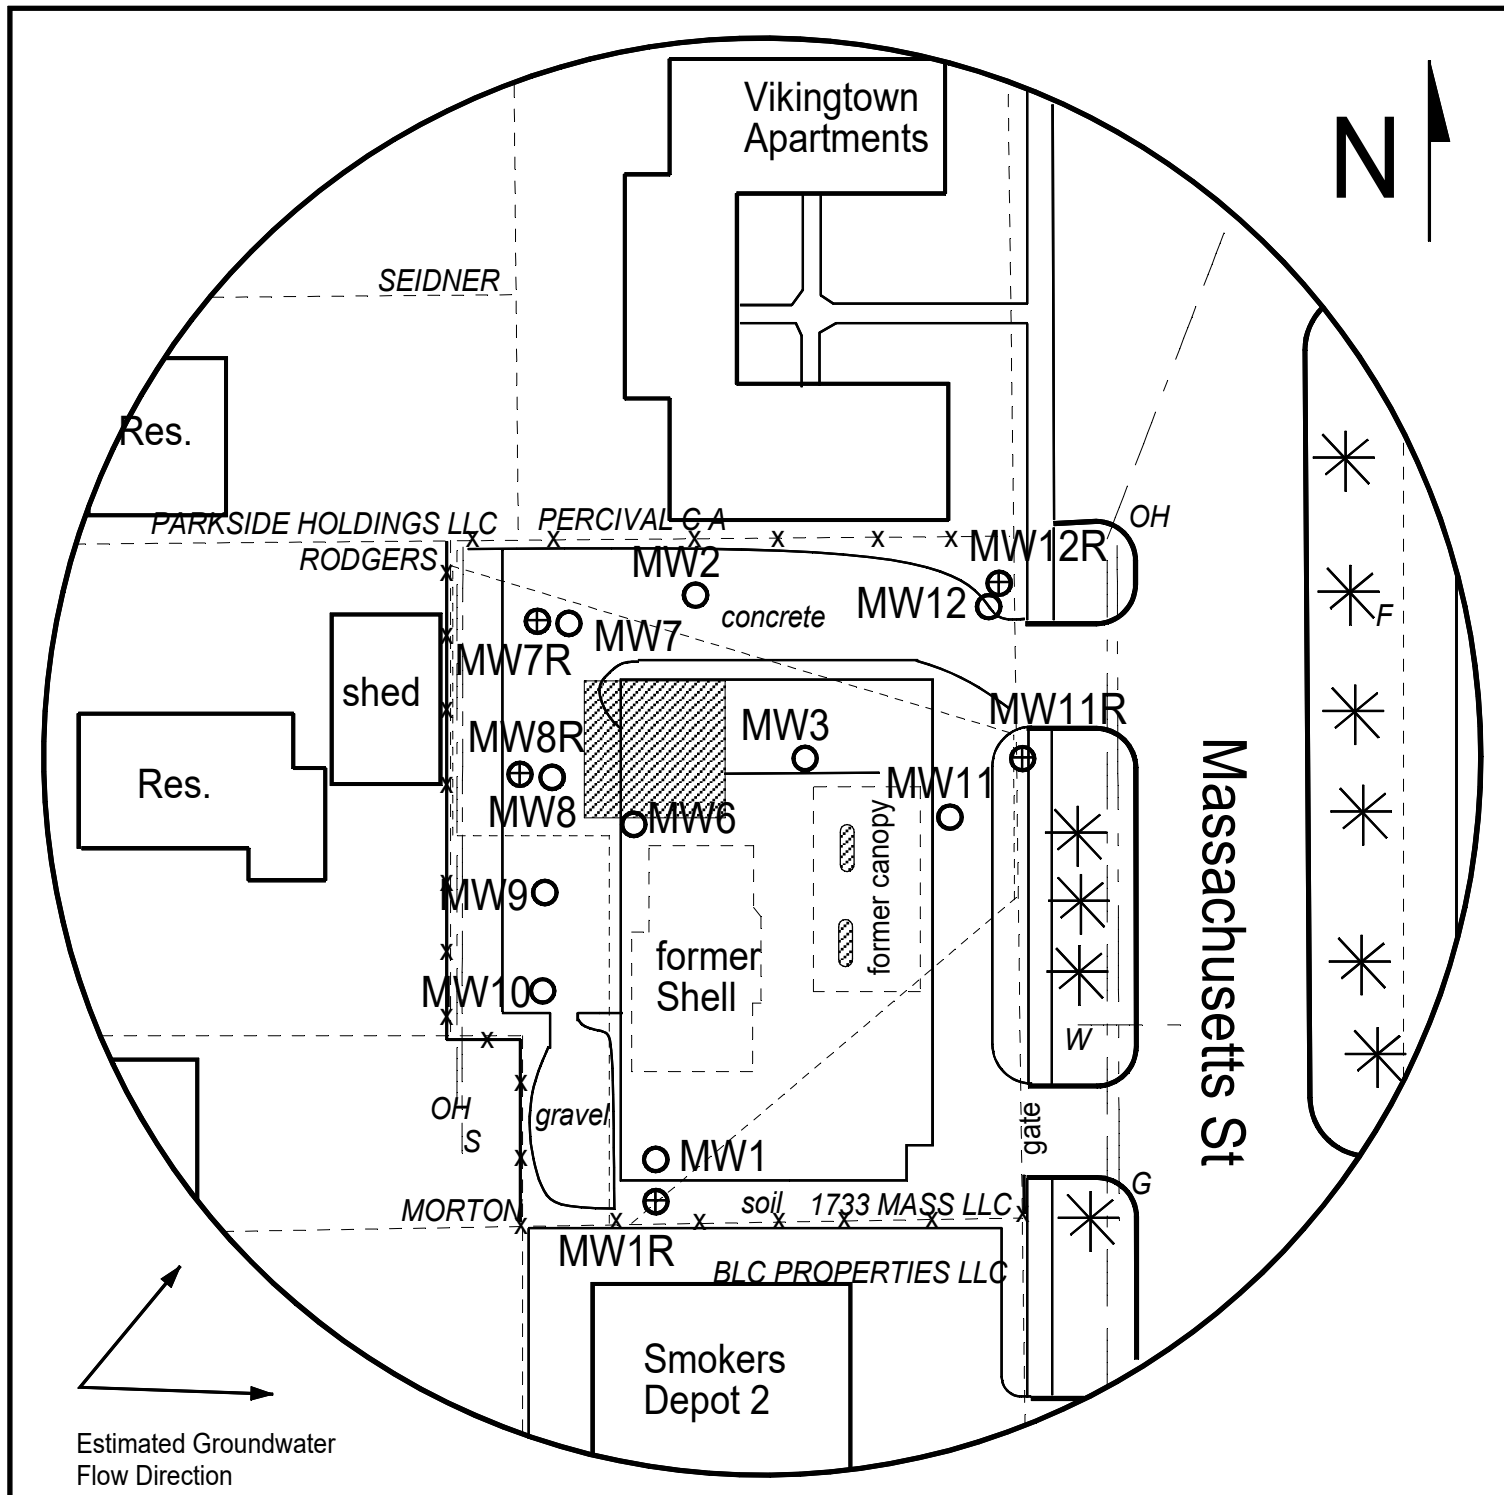 Vikingtown
Apartments
N
SEIDNER
Res.
PARKSIDE HOLDINGS LLC
PERCIVAL C A
OH
RODGERS
MW2
MW12R
MW12
concrete
F
MW7
MW7R
shed
MW8R
MW3
MW11R
Res.
MW8
MW6
MW11
former canopy
Massachusetts St
MW9
former
Shell
MW10
W
OH
S
gravel
gate
MW1
G
MORTON
soil
1733 MASS LLC
MW1R
BLC PROPERTIES LLC
Smokers
Depot 2
Estimated Groundwater
Flow Direction